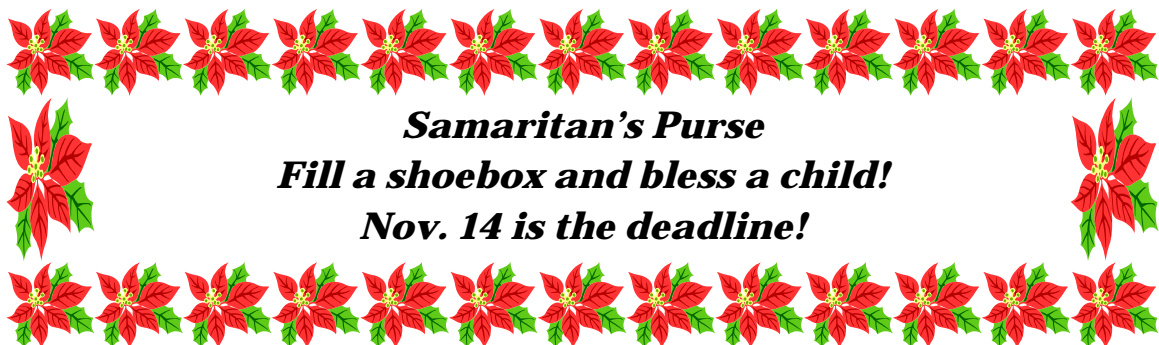 Samaritan’s Purse
Fill a shoebox and bless a child!
Nov. 14 is the deadline!